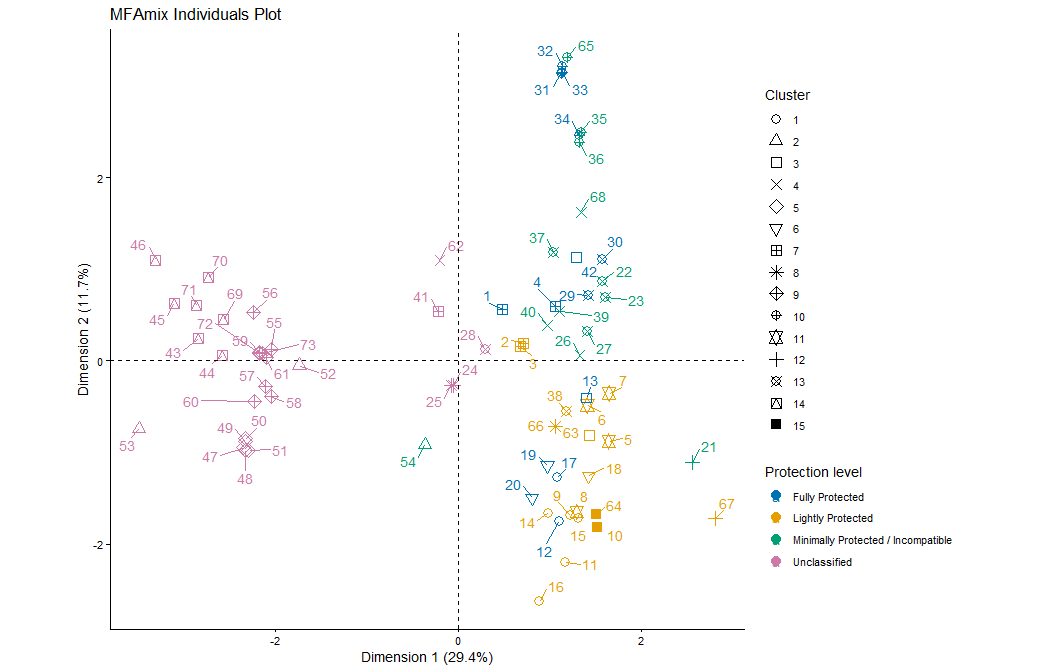 MFAmix Individuals Plot
32 65
31 33
34 35
36
2
68
37 30
46 70
42 22
71 69 56
41 1 4 29 23
45 72 55
40 39
59 73 28 2 26 27
43
0
44 57 61 52 24 3
13 7
60 58 25 38
49 50 66 63 6
53 5
47 51 54 19 17 21
48 18
20
9 8 64 67
14 15 10
-2
12
11
16
-2 0 2
Dimension 1 (29.4%)
Dimension 2 (11.7%)
Cluster
1
2
3
4
5
6
7
8
9
10
11
12
13
14
15
Protection level
Fully Protected
Lightly Protected
Minimally Protected / Incompatible
Unclassified